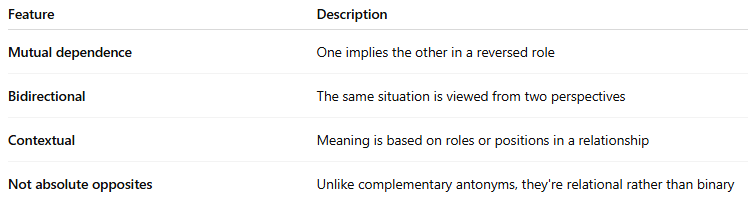 Feature Description
Mutual dependence One implies the other in a reversed role
Bidirectional The same situation is viewed from two perspectives
Contextual Meaning is based on roles or positions in a relationship
Not absolute opposites Unlike complementary antonyms, they're relational rather than binary